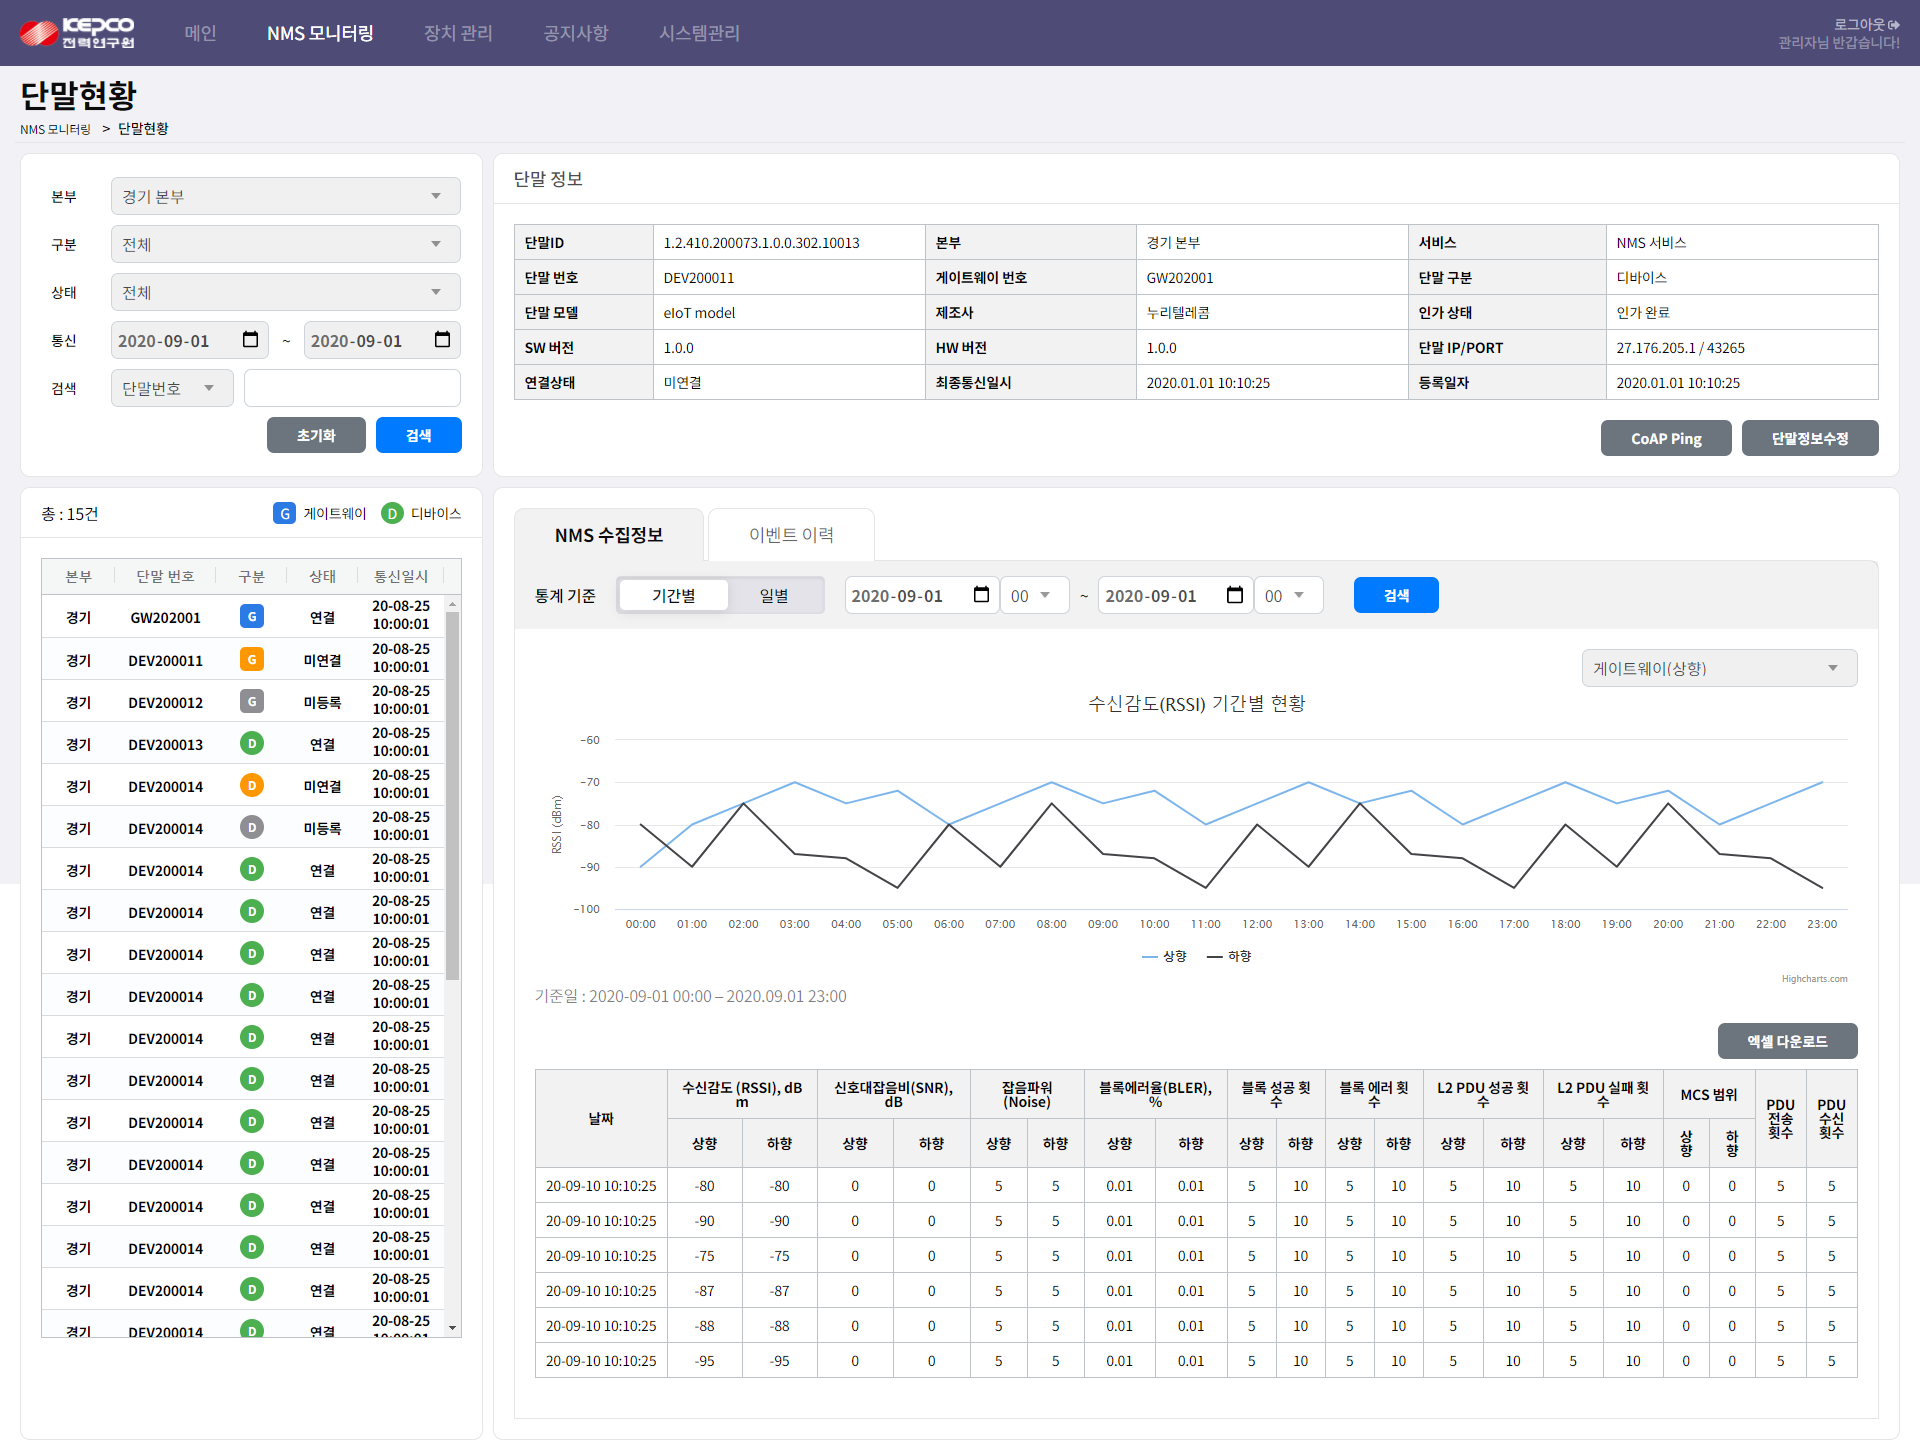 KEPCO
전력연구원
메인 NMS 모니터링 장치 관리 공지사항 시스템관리
로그아웃
관리자님 반갑습니다!
단말현황
NMS 모니터링 > 단말현황
본부 경기 본부
구분 전체
상태 전체
통신 2020-09-01 ~ 2020-09-01
검색 단말번호
초기화 검색
단말 정보
단말ID 1.2.410.200073.1.0.0.302.10013 본부 경기 본부 서비스 NMS 서비스
단말 번호 DEV200011 게이트웨이 번호 GW202001 단말 구분 디바이스
단말 모델 eIoT model 제조사 누리텔레콤 인가 상태 인가 완료
SW 버전 1.0.0 HW 버전 1.0.0 단말 IP/PORT 27.176.205.1 / 43265
연결상태 미연결 최종통신일시 2020.01.01 10:10:25 등록일자 2020.01.01 10:10:25
CoAP Ping 단말정보수정
총 : 15건 G 게이트웨이 D 디바이스
본부 단말 번호 구분 상태 통신일시
경기 GW202001 G 연결 20-08-25 10:00:01
경기 DEV200011 G 미연결 20-08-25 10:00:01
경기 DEV200012 G 미등록 20-08-25 10:00:01
경기 DEV200013 D 연결 20-08-25 10:00:01
경기 DEV200014 D 미연결 20-08-25 10:00:01
경기 DEV200014 D 미등록 20-08-25 10:00:01
경기 DEV200014 D 연결 20-08-25 10:00:01
경기 DEV200014 D 연결 20-08-25 10:00:01
경기 DEV200014 D 연결 20-08-25 10:00:01
경기 DEV200014 D 연결 20-08-25 10:00:01
경기 DEV200014 D 연결 20-08-25 10:00:01
경기 DEV200014 D 연결 20-08-25 10:00:01
경기 DEV200014 D 연결 20-08-25 10:00:01
경기 DEV200014 D 연결 20-08-25 10:00:01
경기 DEV200014 D 연결 20-08-25 10:00:01
경기 DEV200014 D 연결 20-08-25 10:00:01
경기 DEV200014 D 연결 20-08-25 10:00:01
경기 DEV200014 D 연결 20-08-25 10:00:01
NMS 수집정보 이벤트 이력
통계 기준 기간별 일별 2020-09-01 00 ~ 2020-09-01 00 검색
게이트웨이(상향)
수신감도(RSSI) 기간별 현황
RSSI (dBm)
-60
-70
-80
-90
-100
00:00 01:00 02:00 03:00 04:00 05:00 06:00 07:00 08:00 09:00 10:00 11:00 12:00 13:00 14:00 15:00 16:00 17:00 18:00 19:00 20:00 21:00 22:00 23:00
상향 하향
Highcharts.com
기준일 : 2020-09-01 00:00 – 2020.09.01 23:00
엑셀 다운로드
날짜 수신감도 (RSSI), dBm 신호대잡음비(SNR), dB 잡음파워 (Noise) 블록에러율(BLER), % 블록 성공 횟수 블록 에러 횟수 L2 PDU 성공 횟수 L2 PDU 실패 횟수 MCS 범위 PDU 전송 횟수 PDU 수신 횟수
상향 하향 상향 하향 상향 하향 상향 하향 상향 하향 상향 하향 상향 하향 상향 하향 상향 하향
20-09-10 10:10:25 -80 -80 0 0 5 5 0.01 0.01 5 10 5 10 5 10 5 10 0 0 5 5
20-09-10 10:10:25 -90 -90 0 0 5 5 0.01 0.01 5 10 5 10 5 10 5 10 0 0 5 5
20-09-10 10:10:25 -75 -75 0 0 5 5 0.01 0.01 5 10 5 10 5 10 5 10 0 0 5 5
20-09-10 10:10:25 -87 -87 0 0 5 5 0.01 0.01 5 10 5 10 5 10 5 10 0 0 5 5
20-09-10 10:10:25 -88 -88 0 0 5 5 0.01 0.01 5 10 5 10 5 10 5 10 0 0 5 5
20-09-10 10:10:25 -95 -95 0 0 5 5 0.01 0.01 5 10 5 10 5 10 5 10 0 0 5 5